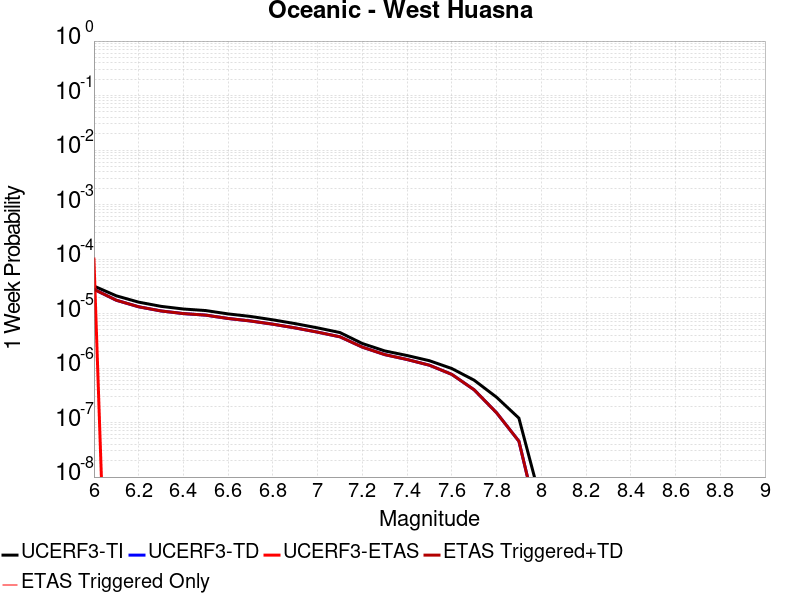 Oceanic - West Huasna
10^0
10^-1
10^-2
10^-3
10^-4
10^-5
10^-6
10^-7
10^-8
1 Week Probability
6 6.2 6.4 6.6 6.8 7 7.2 7.4 7.6 7.8 8 8.2 8.4 8.6 8.8 9
Magnitude
UCERF3-TI UCERF3-TD UCERF3-ETAS ETAS Triggered+TD
ETAS Triggered Only